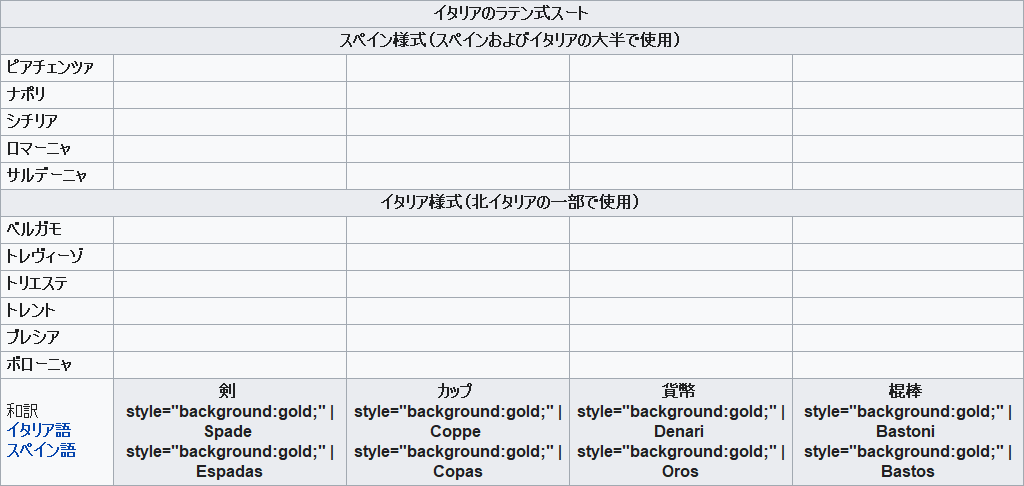 イタリアのラテン式スート
スペイン様式（スペインおよびイタリアの大半で使用）
ピアチェンツァ
ナポリ
シチリア
ロマーニャ
サルデーニャ
イタリア様式（北イタリアの一部で使用）
ベルガモ
トレヴィーゾ
トリエステ
トレント
ブレシア
ボローニャ
和訳
イタリア語
スペイン語
剣
style="background:gold;" |
Spade
style="background:gold;" |
Espadas
カップ
style="background:gold;" |
Coppe
style="background:gold;" |
Copas
貨幣
style="background:gold;" |
Denari
style="background:gold;" |
Oros
棍棒
style="background:gold;" |
Bastoni
style="background:gold;" |
Bastos